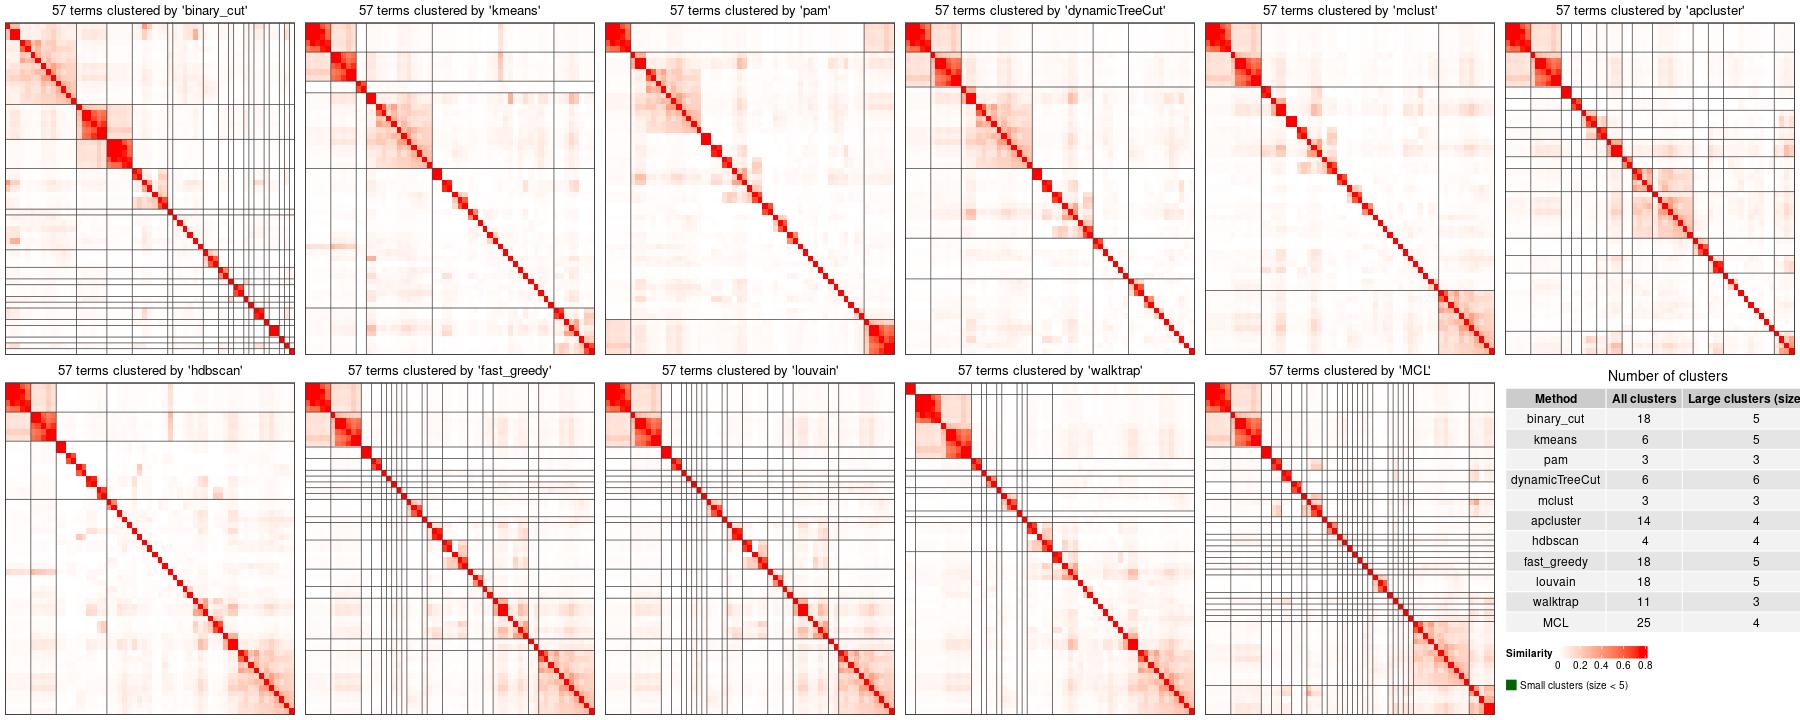 57 terms clustered by 'binary_cut'
57 terms clustered by 'kmeans'
57 terms clustered by 'pam'
57 terms clustered by 'dynamicTreeCut'
57 terms clustered by 'mclust'
57 terms clustered by 'apcluster'
57 terms clustered by 'hdbscan'
57 terms clustered by 'fast_greedy'
57 terms clustered by 'louvain'
57 terms clustered by 'walktrap'
57 terms clustered by 'MCL'
Number of clusters
Method All clusters Large clusters (size
binary_cut 18 5
kmeans 6 5
pam 3 3
dynamicTreeCut 6 6
mclust 3 3
apcluster 14 4
hdbscan 4 4
fast_greedy 18 5
louvain 18 5
walktrap 11 3
MCL 25 4
Similarity
0 0.2 0.4 0.6 0.8
Small clusters (size < 5)